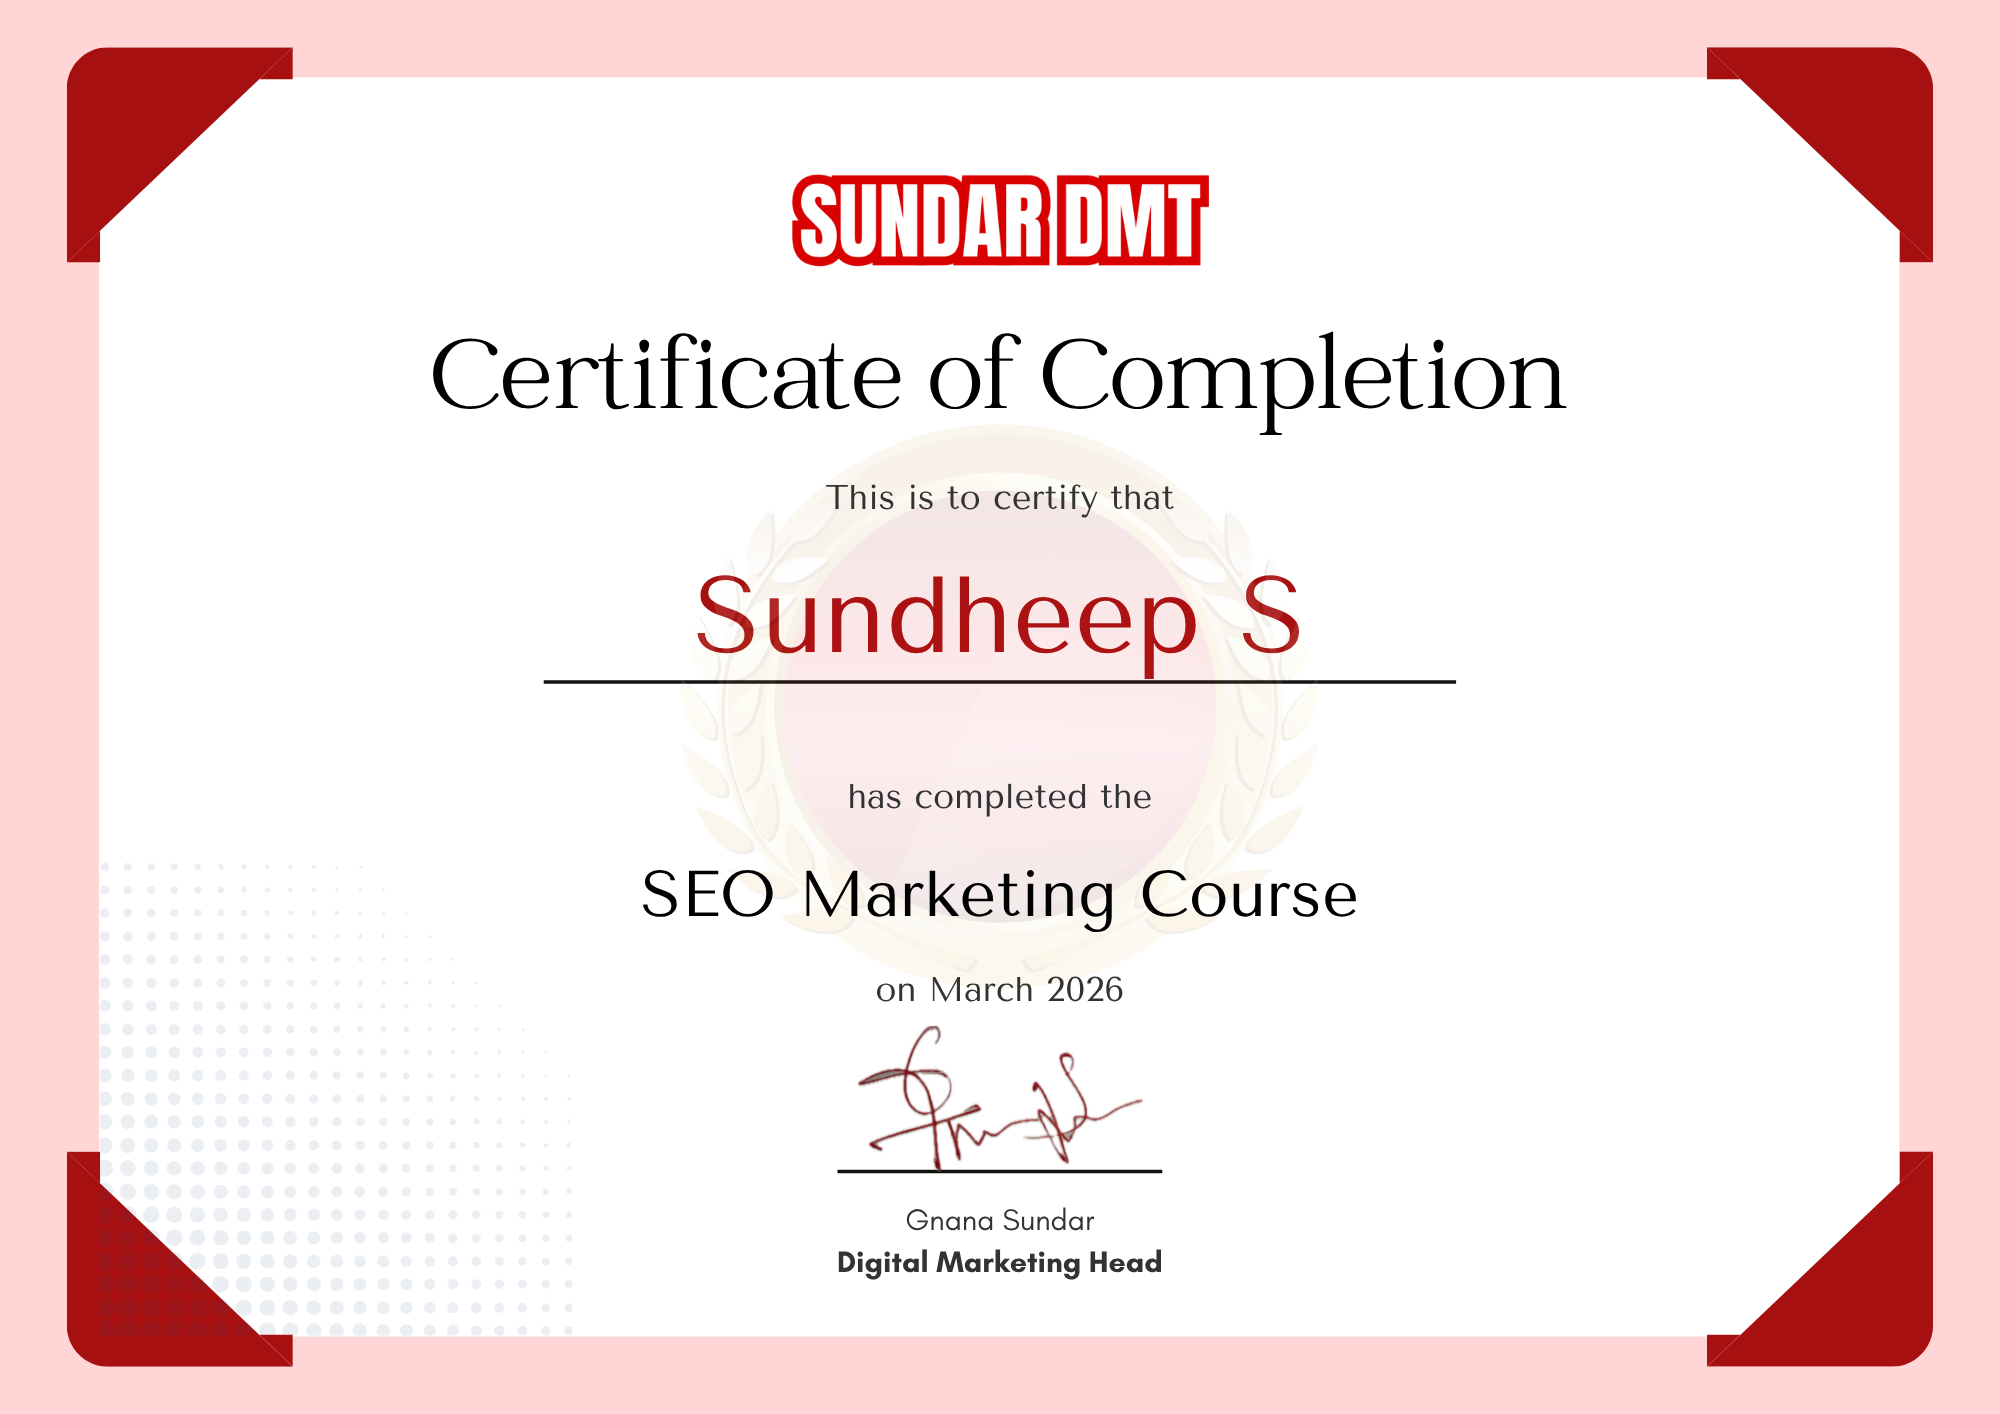 SUNDAR DMT
Certificate of Completion
This is to certify that
Sundheep S
has completed the
SEO Marketing Course
on March 2026
Gnana Sundar
Digital Marketing Head